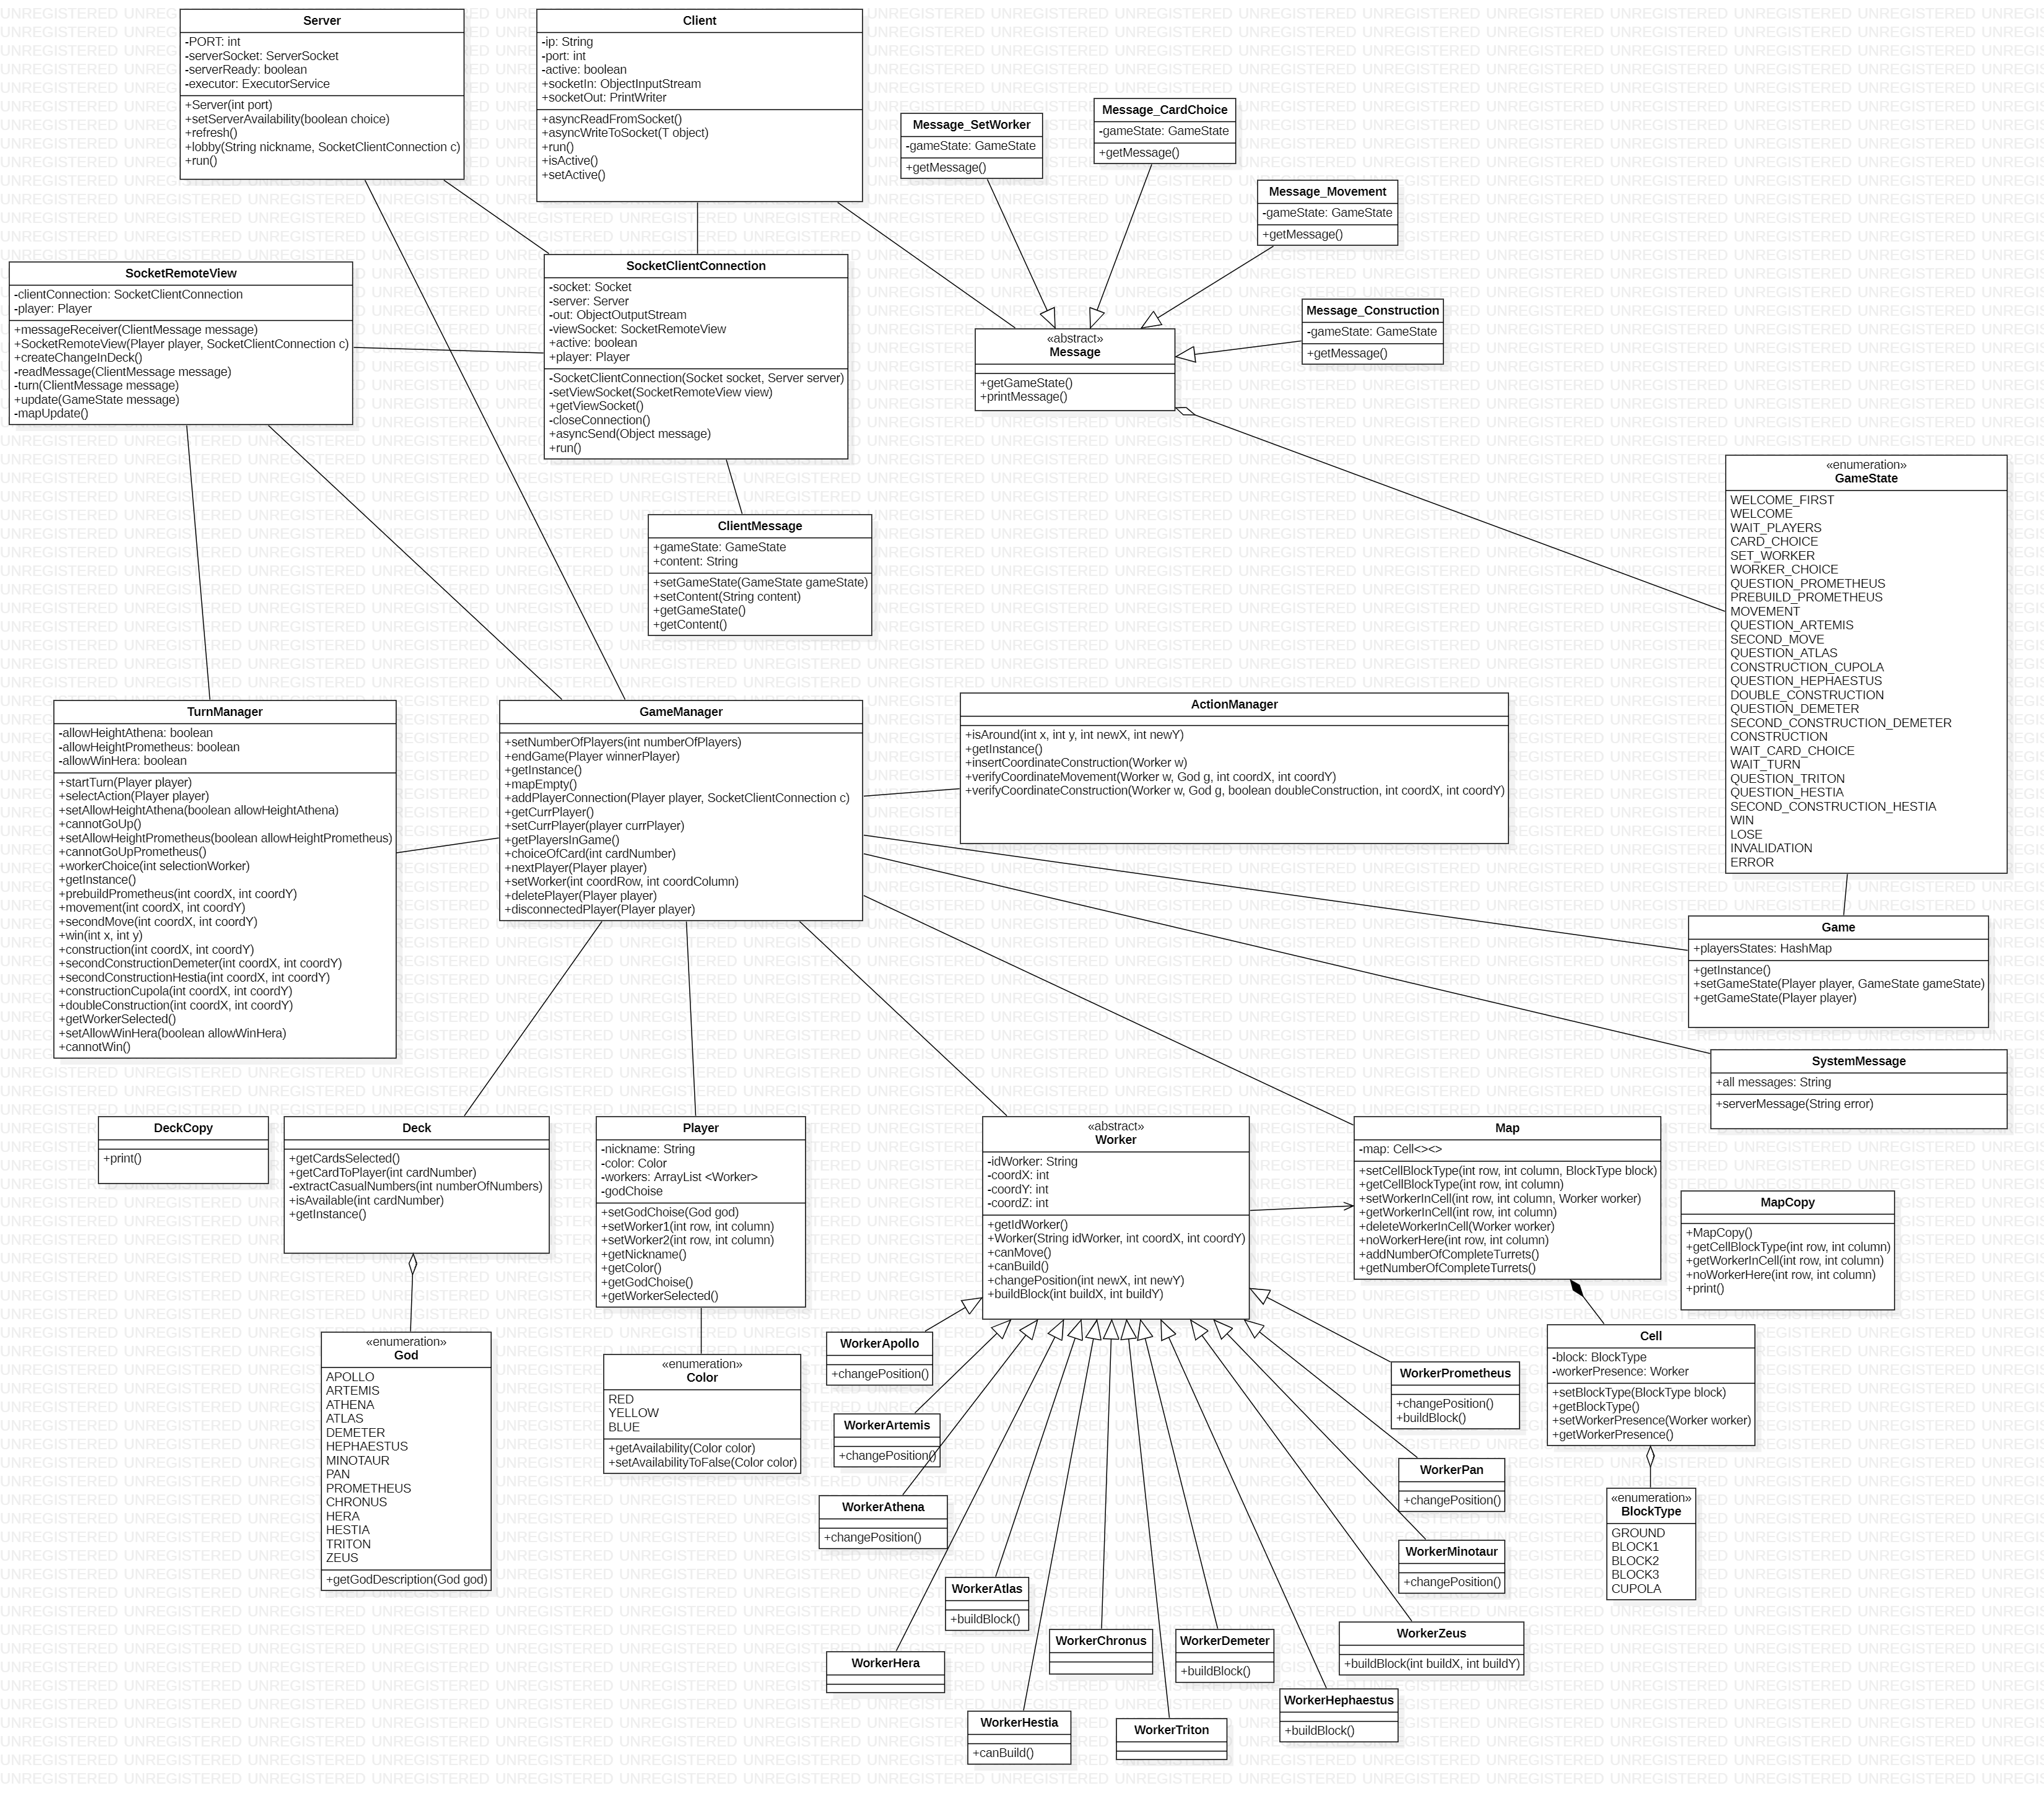 Server
-PORT: int
-serverSocket: ServerSocket
-serverReady: boolean
-executor: ExecutorService
+Server(int port)
+setServerAvailability(boolean choice)
+refresh()
+lobby(String nickname, SocketClientConnection c)
+run()
Client
-ip: String
-port: int
-active: boolean
+socketIn: ObjectInputStream
+socketOut: PrintWriter
+asyncReadFromSocket()
+asyncWriteToSocket(T object)
+run()
+isActive()
+setActive()
Message_SetWorker
-gameState: GameState
+getMessage()
Message_CardChoice
-gameState: GameState
+getMessage()
Message_Movement
-gameState: GameState
+getMessage()
Message_Construction
-gameState: GameState
+getMessage()
SocketRemoteView
-clientConnection: SocketClientConnection
-player: Player
+messageReceiver(ClientMessage message)
+SocketRemoteView(Player player, SocketClientConnection c)
+createChangeInDeck()
-readMessage(ClientMessage message)
-turn(ClientMessage message)
+update(GameState message)
-mapUpdate()
SocketClientConnection
-socket: Socket
-server: Server
-out: ObjectOutputStream
-viewSocket: SocketRemoteView
+active: boolean
+player: Player
-SocketClientConnection(Socket socket, Server server)
-setViewSocket(SocketRemoteView view)
+getViewSocket()
-closeConnection()
+asyncSend(Object message)
+run()
«abstract»
Message
+getGameState()
+printMessage()
ClientMessage
+gameState: GameState
+content: String
+setGameState(GameState gameState)
+setContent(String content)
+getGameState()
+getContent()
«enumeration»
GameState
WELCOME_FIRST
WELCOME
WAIT_PLAYERS
CARD_CHOICE
SET_WORKER
WORKER_CHOICE
QUESTION_PROMETHEUS
PREBUILD_PROMETHEUS
MOVEMENT
QUESTION_ARTEMIS
SECOND_MOVE
QUESTION_ATLAS
CONSTRUCTION_CUPOLA
QUESTION_HEPHAESTUS
DOUBLE_CONSTRUCTION
QUESTION_DEMETER
SECOND_CONSTRUCTION_DEMETER
CONSTRUCTION
WAIT_CARD_CHOICE
WAIT_TURN
QUESTION_TRITON
QUESTION_HESTIA
SECOND_CONSTRUCTION_HESTIA
WIN
LOSE
INVALIDATION
ERROR
TurnManager
-allowHeightAthena: boolean
-allowHeightPrometheus: boolean
-allowWinHera: boolean
+startTurn(Player player)
+selectAction(Player player)
+setAllowHeightAthena(boolean allowHeightAthena)
+cannotGoUp()
+setAllowHeightPrometheus(boolean allowHeightPrometheus)
+cannotGoUpPrometheus()
+workerChoice(int selectionWorker)
+getInstance()
+prebuildPrometheus(int coordX, int coordY)
+movement(int coordX, int coordY)
+secondMove(int coordX, int coordY)
+win(int x, int y)
+construction(int coordX, int coordY)
+secondConstructionDemeter(int coordX, int coordY)
+secondConstructionHestia(int coordX, int coordY)
+constructionCupola(int coordX, int coordY)
+doubleConstruction(int coordX, int coordY)
+getWorkerSelected()
+setAllowWinHera(boolean allowWinHera)
+cannotWin()
GameManager
+setNumberOfPlayers(int numberOfPlayers)
+endGame(Player winnerPlayer)
+getInstance()
+mapEmpty()
+addPlayerConnection(Player player, SocketClientConnection c)
+getCurrPlayer()
+setCurrPlayer(player currPlayer)
+getPlayersInGame()
+choiceOfCard(int cardNumber)
+nextPlayer(Player player)
+setWorker(int coordRow, int coordColumn)
+deletePlayer(Player player)
+disconnectedPlayer(Player player)
ActionManager
+isAround(int x, int y, int newX, int newY)
+getInstance()
+insertCoordinateConstruction(Worker w)
+verifyCoordinateMovement(Worker w, God g, int coordX, int coordY)
+verifyCoordinateConstruction(Worker w, God g, boolean doubleConstruction, int coordX, int coordY)
Game
+playersStates: HashMap
+getInstance()
+setGameState(Player player, GameState gameState)
+getGameState(Player player)
SystemMessage
+all messages: String
+serverMessage(String error)
DeckCopy
+print()
Deck
+getCardsSelected()
+getCardToPlayer(int cardNumber)
-extractCasualNumbers(int numberOfNumbers)
+isAvailable(int cardNumber)
+getInstance()
Player
-nickname: String
-color: Color
-workers: ArrayList <Worker>
-godChoise
+setGodChoise(God god)
+setWorker1(int row, int column)
+setWorker2(int row, int column)
+getNickname()
+getColor()
+getGodChoise()
+getWorkerSelected()
«abstract»
Worker
-idWorker: String
-coordX: int
-coordY: int
-coordZ: int
+getIdWorker()
+Worker(String idWorker, int coordX, int coordY)
+canMove()
+canBuild()
+changePosition(int newX, int newY)
+buildBlock(int buildX, int buildY)
Map
-map: Cell<><>
+setCellBlockType(int row, int column, BlockType block)
+getCellBlockType(int row, int column)
+setWorkerInCell(int row, int column, Worker worker)
+getWorkerInCell(int row, int column)
+deleteWorkerInCell(Worker worker)
+noWorkerHere(int row, int column)
+addNumberOfCompleteTurrets()
+getNumberOfCompleteTurrets()
MapCopy
+MapCopy()
+getCellBlockType(int row, int column)
+getWorkerInCell(int row, int column)
+noWorkerHere(int row, int column)
+print()
«enumeration»
God
APOLLO
ARTEMIS
ATHENA
ATLAS
DEMETER
HEPHAESTUS
MINOTAUR
PAN
PROMETHEUS
CHRONUS
HERA
HESTIA
TRITON
ZEUS
+getGodDescription(God god)
«enumeration»
Color
RED
YELLOW
BLUE
+getAvailability(Color color)
+setAvailabilityToFalse(Color color)
WorkerApollo
+changePosition()
WorkerArtemis
+changePosition()
WorkerAthena
+changePosition()
WorkerHera
WorkerAtlas
+buildBlock()
WorkerHestia
+canBuild()
WorkerChronus
WorkerTriton
WorkerDemeter
+buildBlock()
WorkerHephaestus
+buildBlock()
WorkerZeus
+buildBlock(int buildX, int buildY)
WorkerMinotaur
+changePosition()
WorkerPan
+changePosition()
WorkerPrometheus
+changePosition()
+buildBlock()
Cell
-block: BlockType
-workerPresence: Worker
+setBlockType(BlockType block)
+getBlockType()
+setWorkerPresence(Worker worker)
+getWorkerPresence()
«enumeration»
BlockType
GROUND
BLOCK1
BLOCK2
BLOCK3
CUPOLA
UNREGISTERED